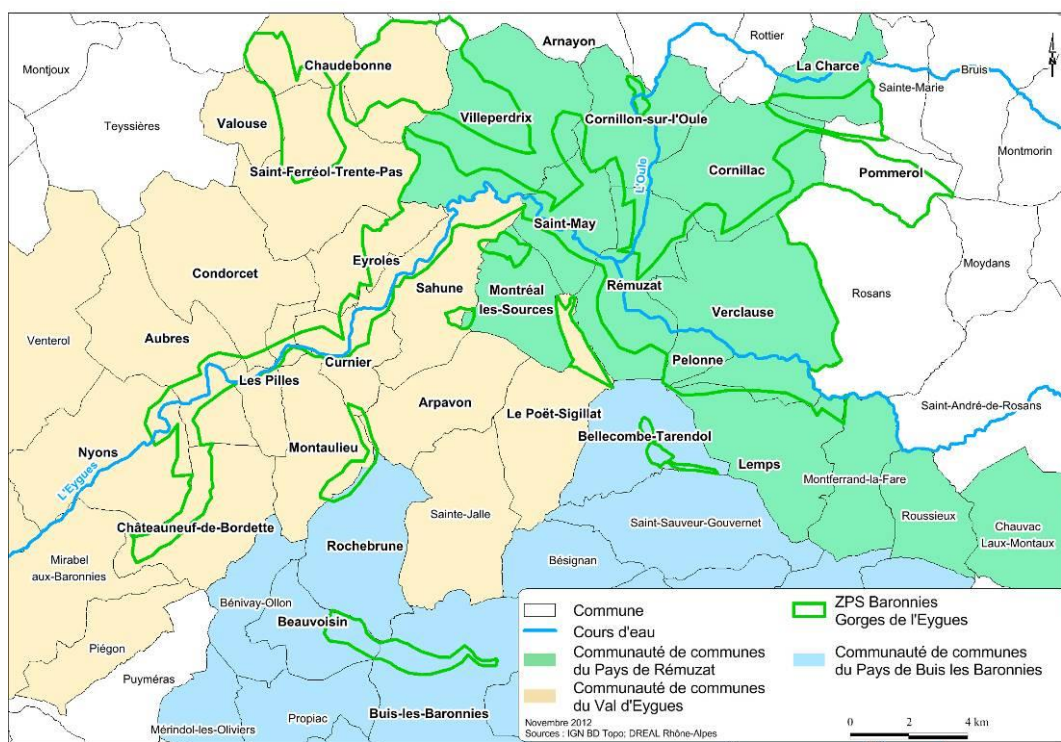 Montjoux
Teyssières
Chaudebonne
Valouse
Saint-Ferréol-Trente-Pas
Arnayon
Rottier
La Charce
Bruis
Sainte-Marie
Montmorin
N
Villeperdrix
Cornillon-sur-l'Oule
L'Oule
Cornillac
Pommerol
Saint-May
Eyroles
Condorcet
Sahune
Montréal
les-Sources
Rémuzat
Verclause
Rosans
Moydans
Venterol
Aubres
Curnier
Les Pilles
Pelonne
Arpavon
Le Poët-Sigillat
Saint-André-de-Rosans
Nyons
L'Eygues
Montaulieu
Bellecombe-Tarendol
Lemps
Montferrand-la-Fare
Châteauneuf-de-Bordette
Sainte-Jalle
Saint-Sauveur-Gouvernet
Roussieux
Chauvac
Laux-Montaux
Mirabel
aux-Baronnies
Rochebrune
Bésignan
Bénivay-Ollon
Beauvoisin
Piégon
Puyméras
Propiac
Mérindol-les-Oliviers
Buis-les-Baronnies
Commune
Cours d'eau
Communauté de communes
du Pays de Rémuzat
Communauté de communes
du Val d'Eygues
ZPS Baronnies
Gorges de l'Eygues
Communauté de communes
du Pays de Buis les Baronnies
Novembre 2012
Sources : IGN BD Topo; DREAL Rhône-Alpes
0 2 4 km